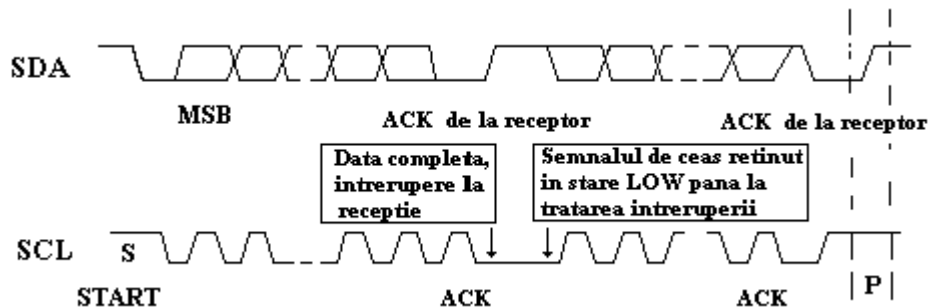 SDA
MSB
ACK de la receptor
ACK de la receptor
Data completa,
intrerupere la
receptie
Semnalul de ceas retinut
in stare LOW pana la
tratarea intreruperii
SCL
S
START
ACK
ACK
P